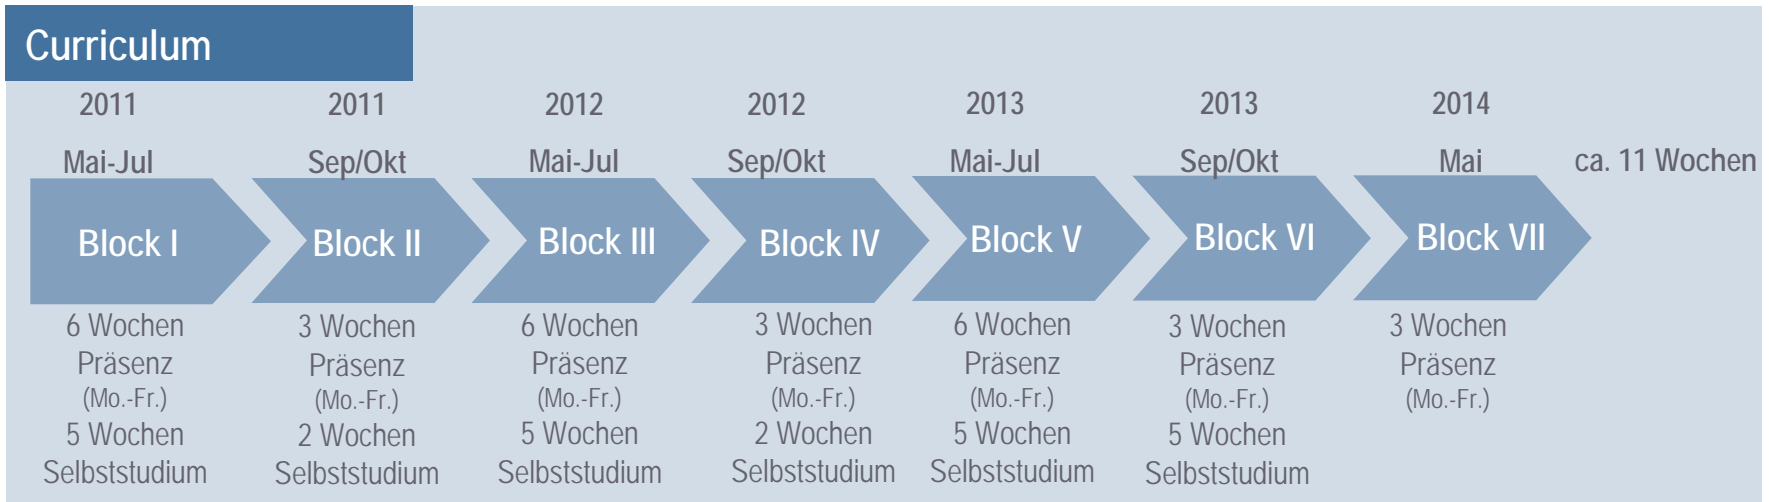 Curriculum
2011 2011 2012 2012 2013 2013 2014
Mai-Jul Sep/Okt Mai-Jul Sep/Okt Mai-Jul Sep/Okt Mai ca. 11 Wochen
Block I Block II Block III Block IV Block V Block VI Block VII
6 Wochen 3 Wochen 6 Wochen 3 Wochen 6 Wochen 3 Wochen 3 Wochen
Präsenz Präsenz Präsenz Präsenz Präsenz Präsenz Präsenz
(Mo.-Fr.) (Mo.-Fr.) (Mo.-Fr.) (Mo.-Fr.) (Mo.-Fr.) (Mo.-Fr.) (Mo.-Fr.)
5 Wochen 2 Wochen 5 Wochen 2 Wochen 5 Wochen 5 Wochen
Selbststudium Selbststudium Selbststudium Selbststudium Selbststudium Selbststudium